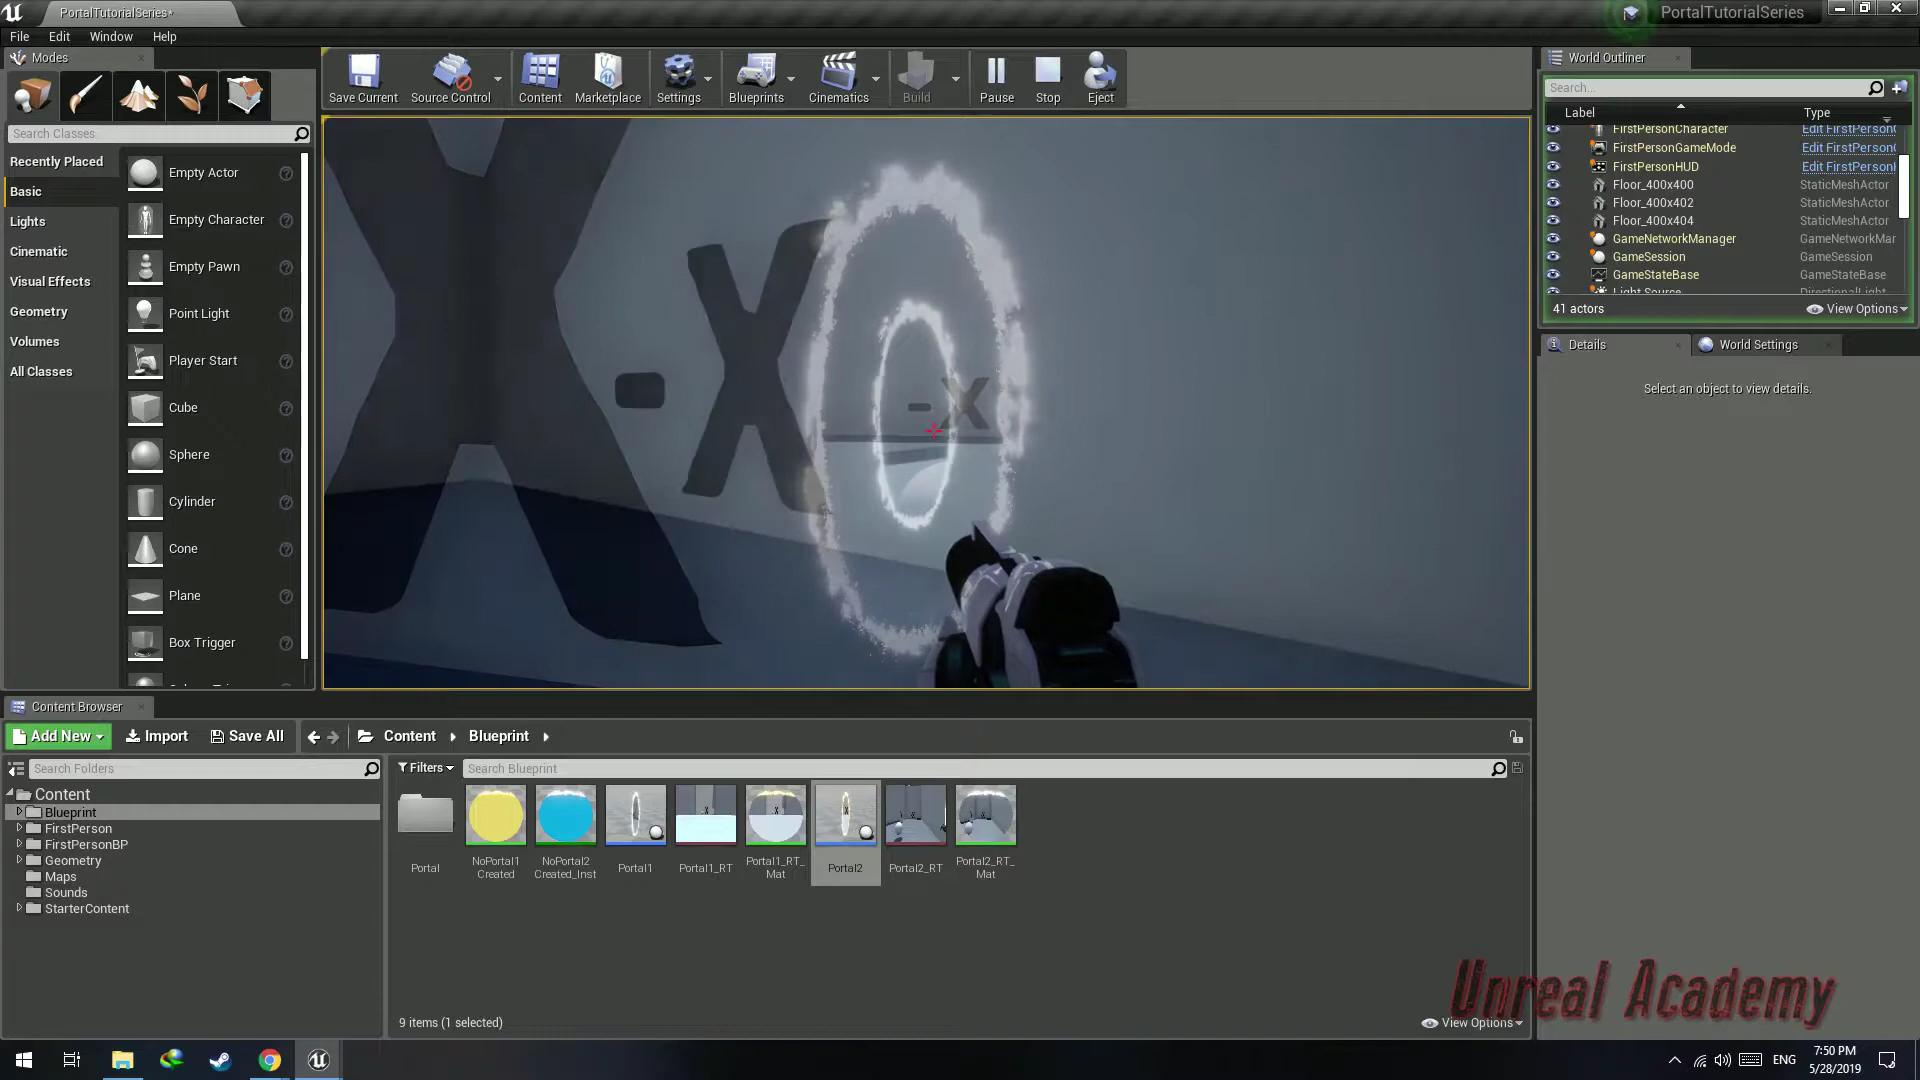 PortalTutorialSeries*
PortalTutorialSeries
File
Edit
Window
Help
Modes
Save Current
Source Control
Content
Marketplace
Settings
Blueprints
Cinematics
Build
Pause
Stop
Eject
World Outliner
Search...
Label
Type
FirstPersonCharacter
Edit FirstPerson
FirstPersonGameMode
Edit FirstPerson
FirstPersonHUD
Edit FirstPerson
Floor_400x400
StaticMeshActor
Floor_400x402
StaticMeshActor
Floor_400x404
StaticMeshActor
GameNetworkManager
GameNetworkMar
GameSession
GameSession
GameStateBase
GameStateBase
Light Source
DirectionalLight
41 actors
View Options
Search Classes
Recently Placed
Basic
Lights
Cinematic
Visual Effects
Geometry
Volumes
All Classes
Empty Actor
Empty Character
Empty Pawn
Point Light
Player Start
Cube
Sphere
Cylinder
Cone
Plane
Box Trigger
X
-X
-X
Details
World Settings
Select an object to view details.
Content Browser
Add New
Import
Save All
Content
Blueprint
Search Folders
Filters
Search Blueprint
Content
Blueprint
FirstPerson
FirstPersonBP
Geometry
Maps
Sounds
StarterContent
Portal
NoPortal1
Created
NoPortal2
Created_Inst
Portal1
Portal1_RT
Portal1_RT_
Mat
Portal2
Portal2_RT
Portal2_RT_
Mat
9 items (1 selected)
View Options
Unreal Academy
ENG
7:50 PM
5/28/2019